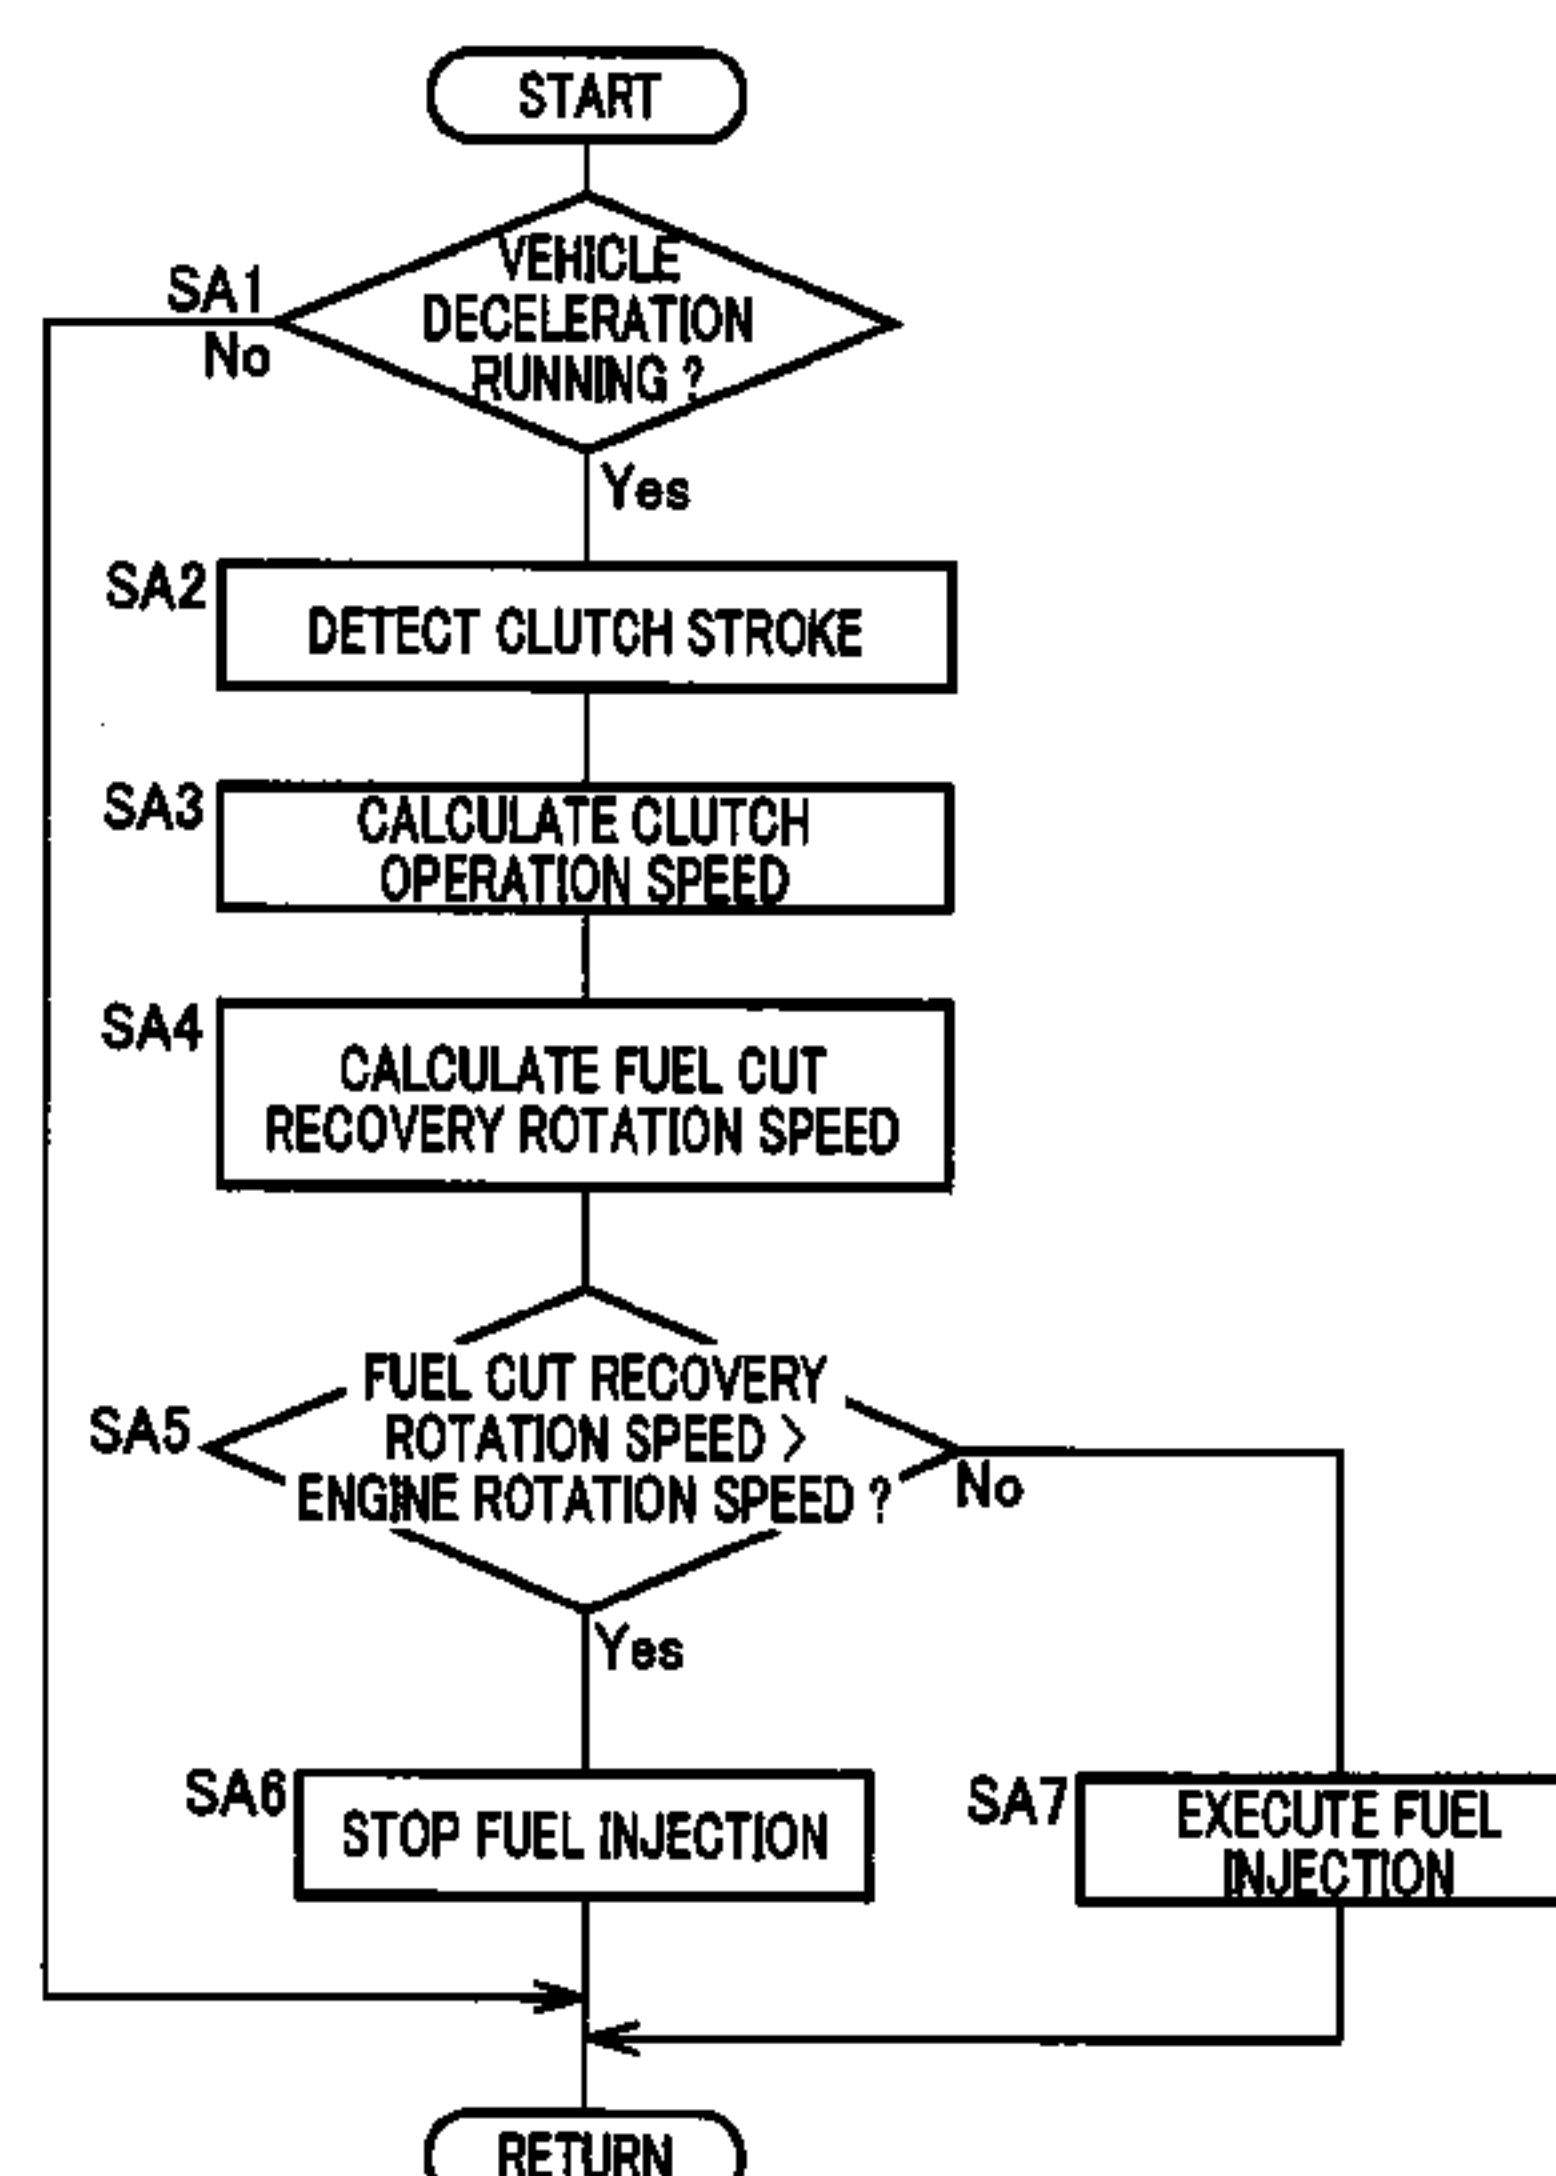 START
SA1
No
VEHICLE
DECELERATION
RUNNING ?
Yes
SA2
DETECT CLUTCH STROKE
SA3
CALCULATE CLUTCH
OPERATION SPEED
SA4
CALCULATE FUEL CUT
RECOVERY ROTATION SPEED
SA5
FUEL CUT RECOVERY
ROTATION SPEED >
ENGINE ROTATION SPEED ?
No
Yes
SA6
STOP FUEL INJECTION
SA7
EXECUTE FUEL
INJECTION
RETURN